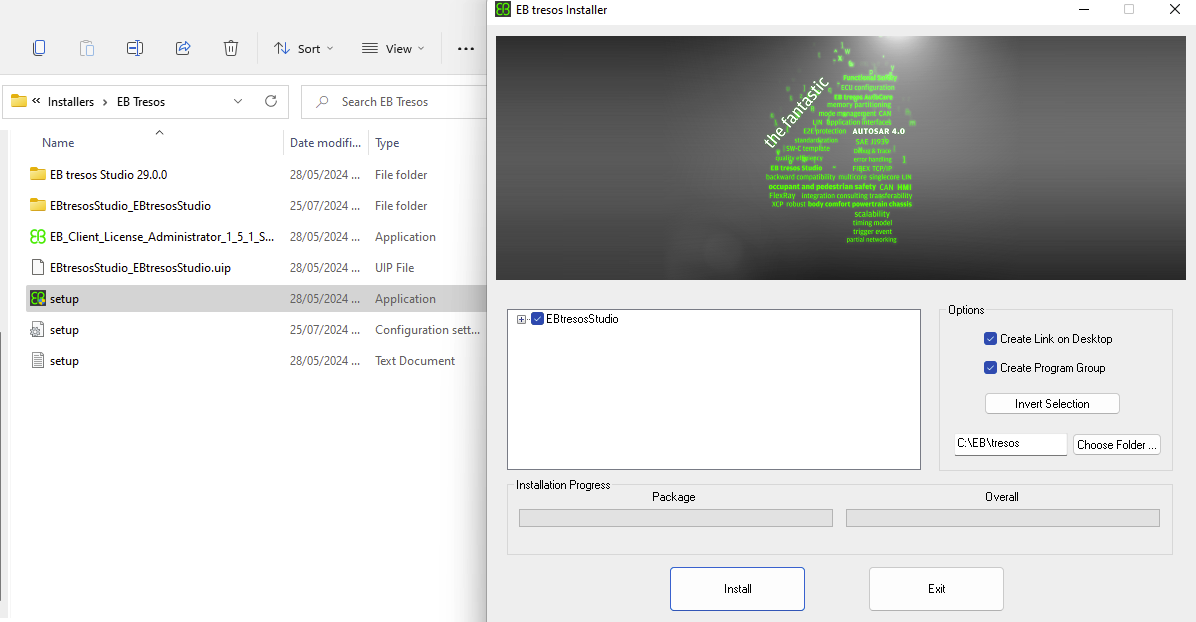 Sort
View
Installers
EB Tresos
Search EB Tresos
Name
Date modifi...
Type
EB tresos Studio 29.0.0
28/05/2024 ...
File folder
EBtresosStudio_EBtresosStudio
25/07/2024 ...
File folder
EB_Client_License_Administrator_1_5_1_S...
28/05/2024 ...
Application
EBtresosStudio_EBtresosStudio.uip
28/05/2024 ...
UIP File
setup
28/05/2024 ...
Application
setup
25/07/2024 ...
Configuration sett...
setup
28/05/2024 ...
Text Document
EB tresos Installer
the fantastic
Functional Safety
ECU configuration
EB tresos AutoCore
memory partitioning
mode management CAN
LIN Application interfaces
E2E protection AUTOSAR 4.0
standardization SAE J1939
SW-C template Debug & trace
quality efficiency error handling
EB tresos Studio FIBEX TCP/IP
backward compatibility multicore singlecore LIN
occupant and pedestrian safety CAN HMI
FlexRay integration consulting trasferability
XCP robust body comfort powertrain chassis
scalability
timing model
trigger event
partial networking
EBtresosStudio
Options
Create Link on Desktop
Create Program Group
Invert Selection
C:\EB\tresos
Choose Folder ...
Installation Progress
Package
Overall
Install
Exit